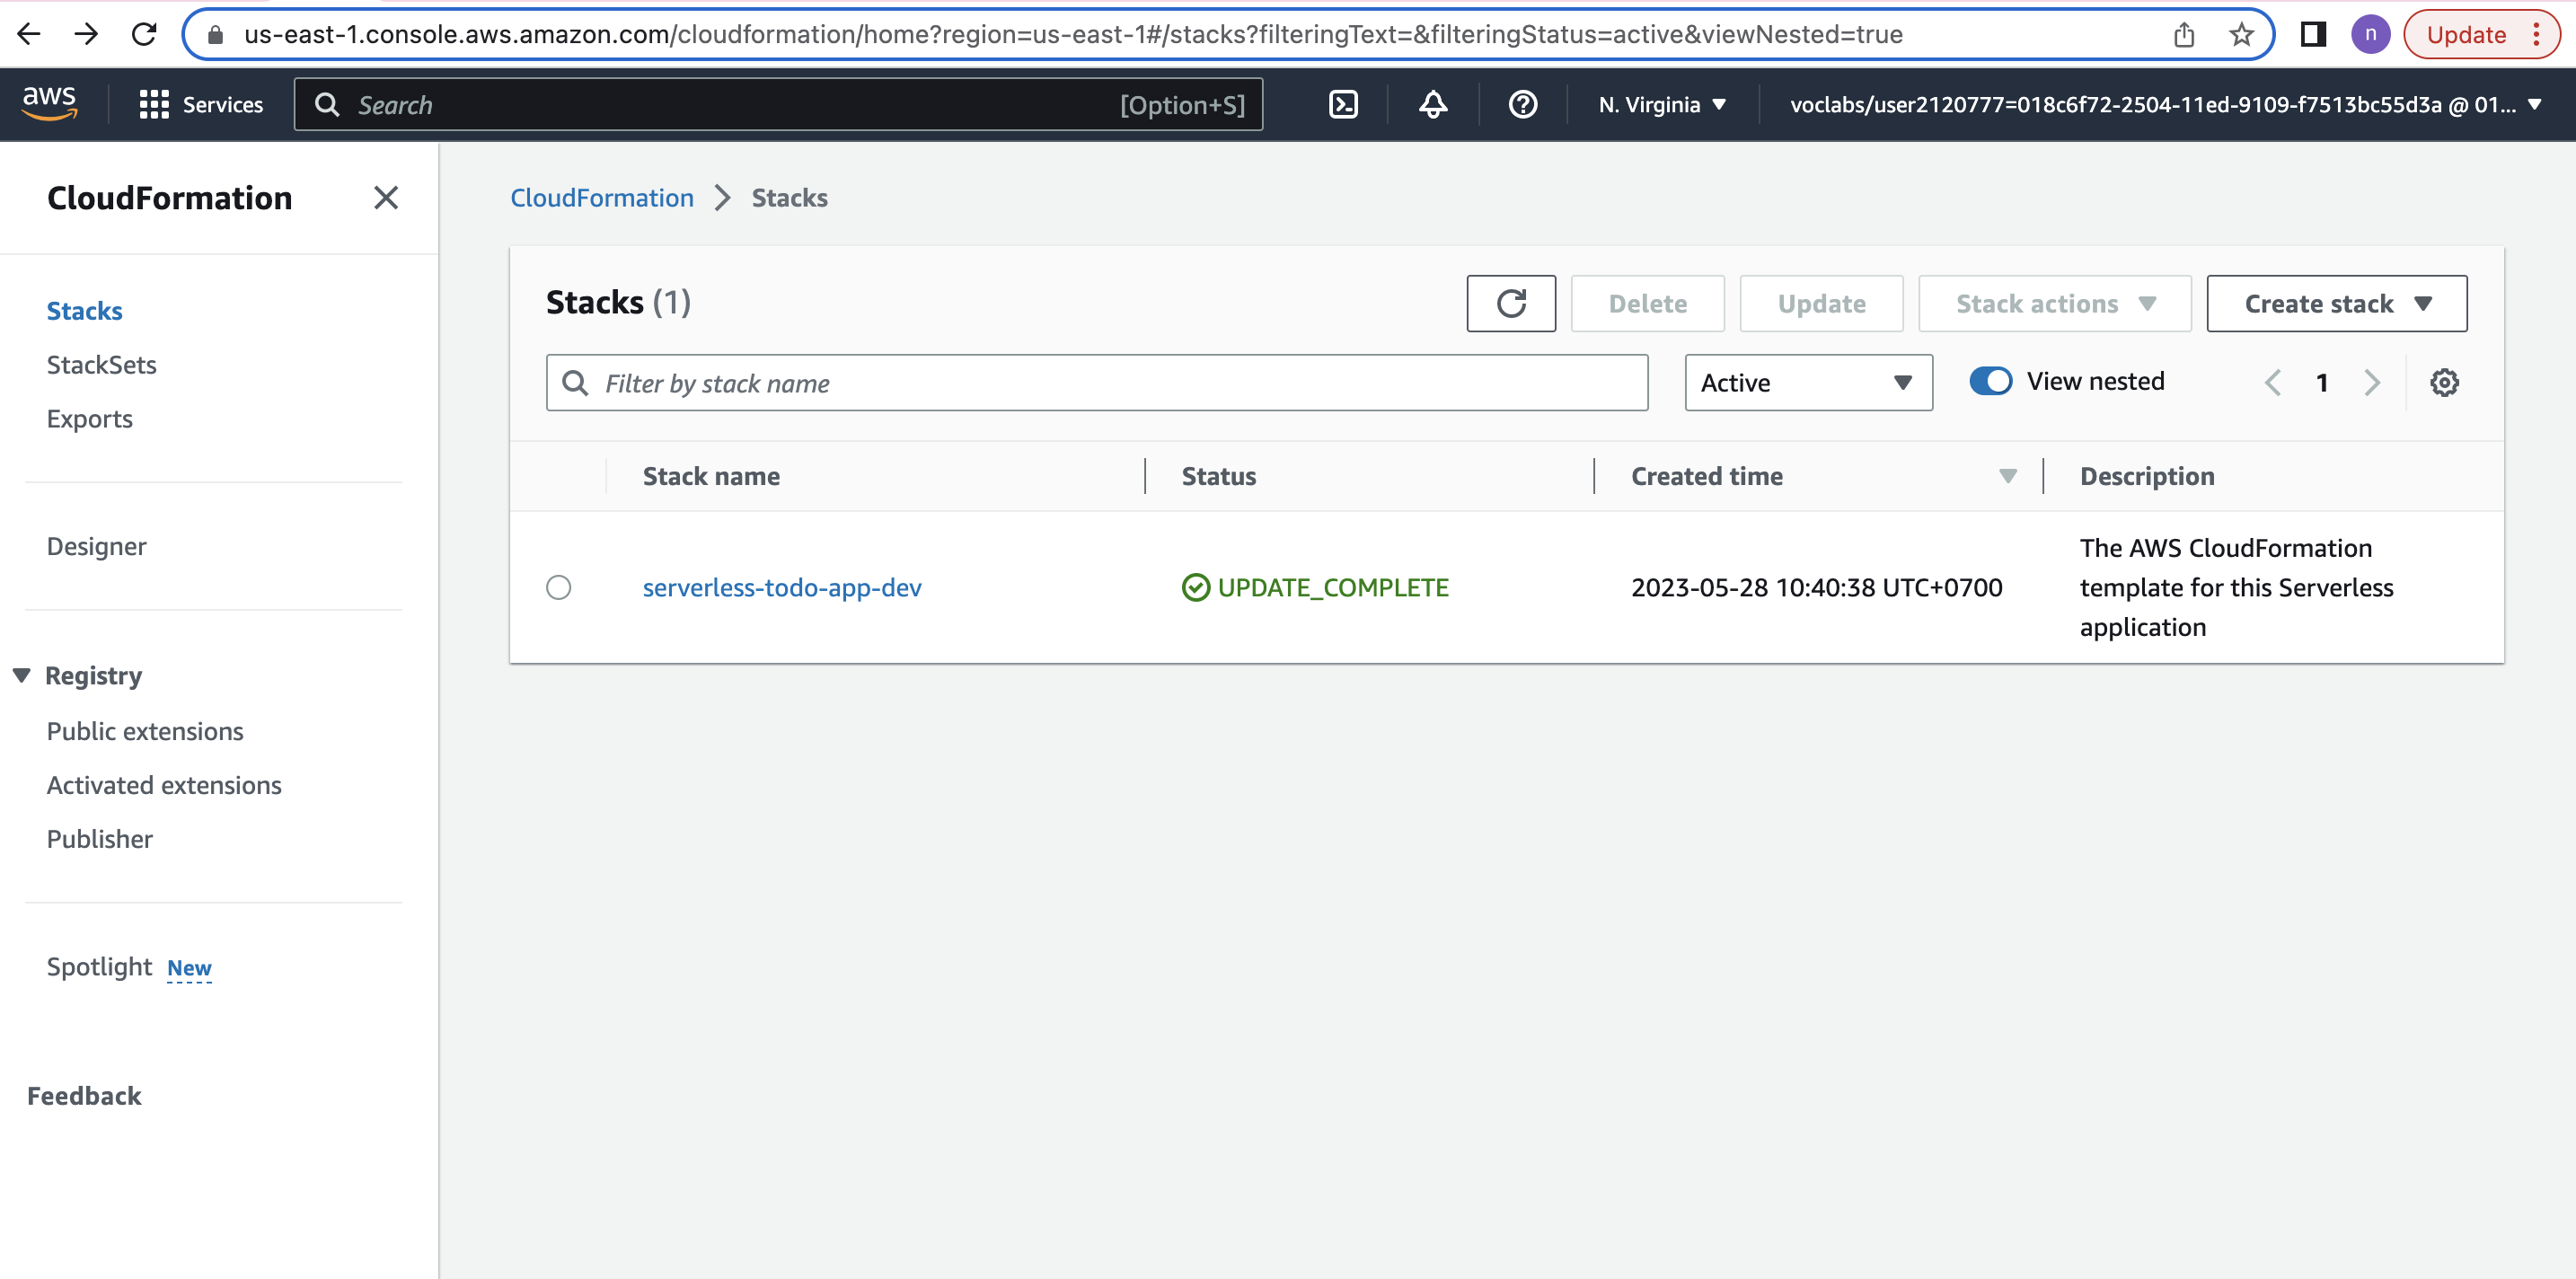 us-east-1.console.aws.amazon.com/cloudformation/home?region=us-east-1#/stacks?filteringText=&filteringStatus=active&viewNested=true
n
Update
aws
Services
Search
[Option+S]
N. Virginia
voclabs/user2120777=018c6f72-2504-11ed-9109-f7513bc55d3a @ 01...
CloudFormation
Stacks
StackSets
Exports
Designer
Registry
Public extensions
Activated extensions
Publisher
Spotlight New
Feedback
CloudFormation > Stacks
Stacks (1)
Delete
Update
Stack actions
Create stack
Filter by stack name
Active
View nested
1
Stack name
Status
Created time
Description
serverless-todo-app-dev
UPDATE_COMPLETE
2023-05-28 10:40:38 UTC+0700
The AWS CloudFormation
template for this Serverless
application